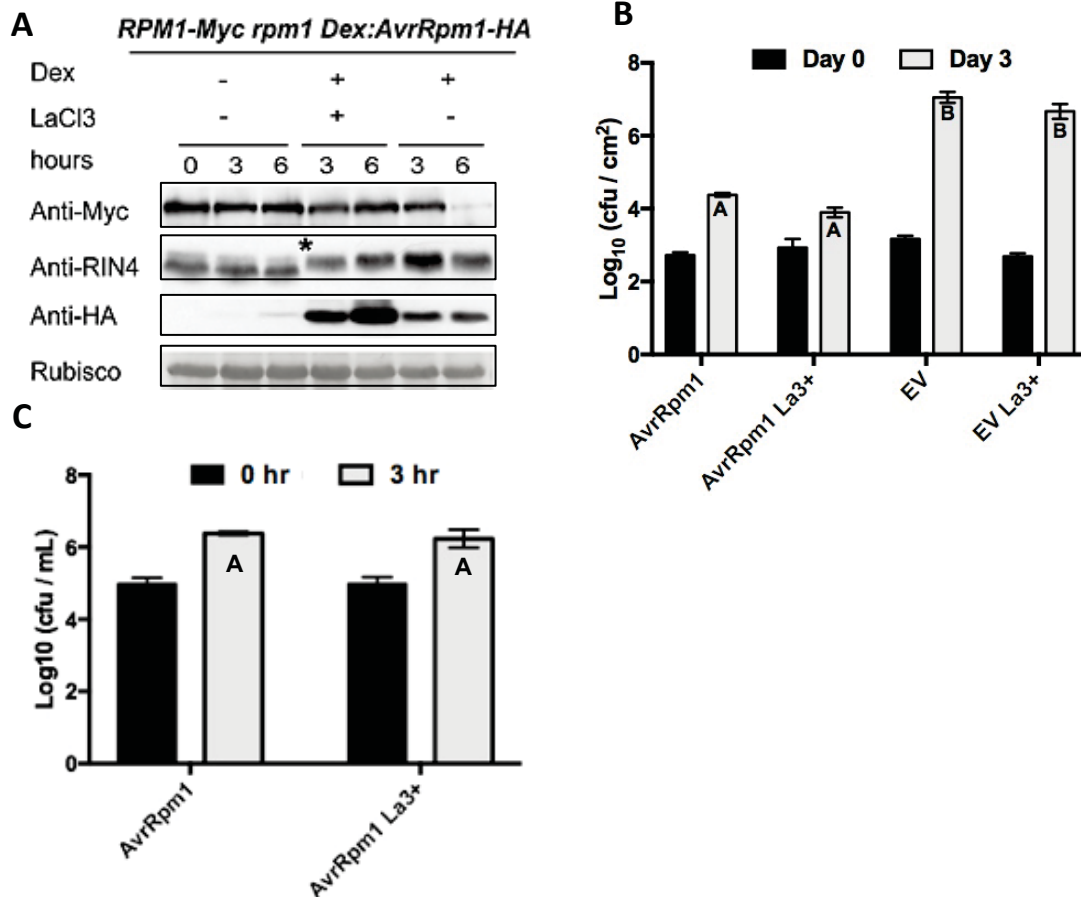 A
RPM1-Myc rpm1 Dex:AvrRpm1-HA
Dex - + +
LaCl3 - + -
hours 0 3 6 3 6 3 6
Anti-Myc
Anti-RIN4 *
Anti-HA
Rubisco
B
Day 0 Day 3
Log10 (cfu / cm2)
8
6
4
2
0
A A B B
AvrRpm1
AvrRpm1 La3+
EV
EV La3+
C
0 hr 3 hr
Log10 (cfu / mL)
8
6
4
2
0
A A
AvrRpm1
AvrRpm1 La3+